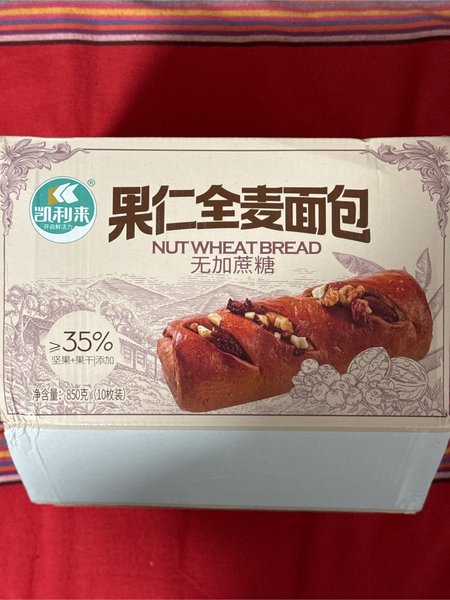 凯利来
®
开启鲜活力
果仁全麦面包
NUT WHEAT BREAD
无加蔗糖
≥35%
坚果+果干|添加
净含量：850克（10枚装）